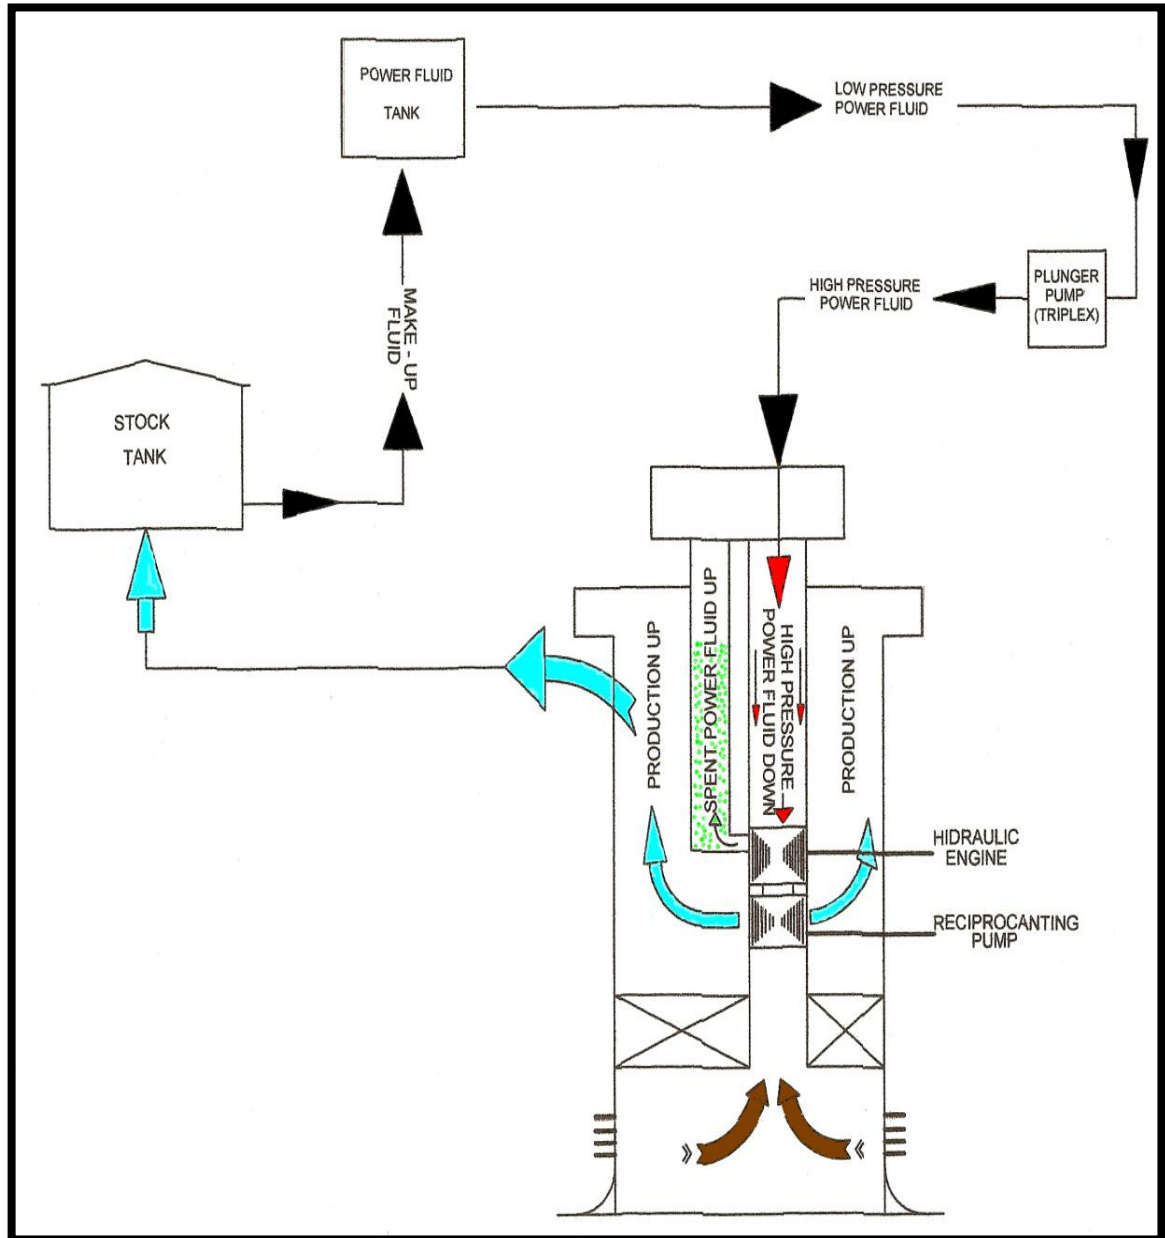 POWER FLUID
TANK
LOW PRESSURE
POWER FLUID
PLUNGER
PUMP
(TRIPLEX)
HIGH PRESSURE
POWER FLUID
MAKE - UP
FLUID
STOCK
TANK
PRODUCTION UP
SPENT POWER FLUID UP
HIGH PRESSURE
POWER FLUID DOWN
PRODUCTION UP
HIDRAULIC
ENGINE
RECIPROCANTING
PUMP